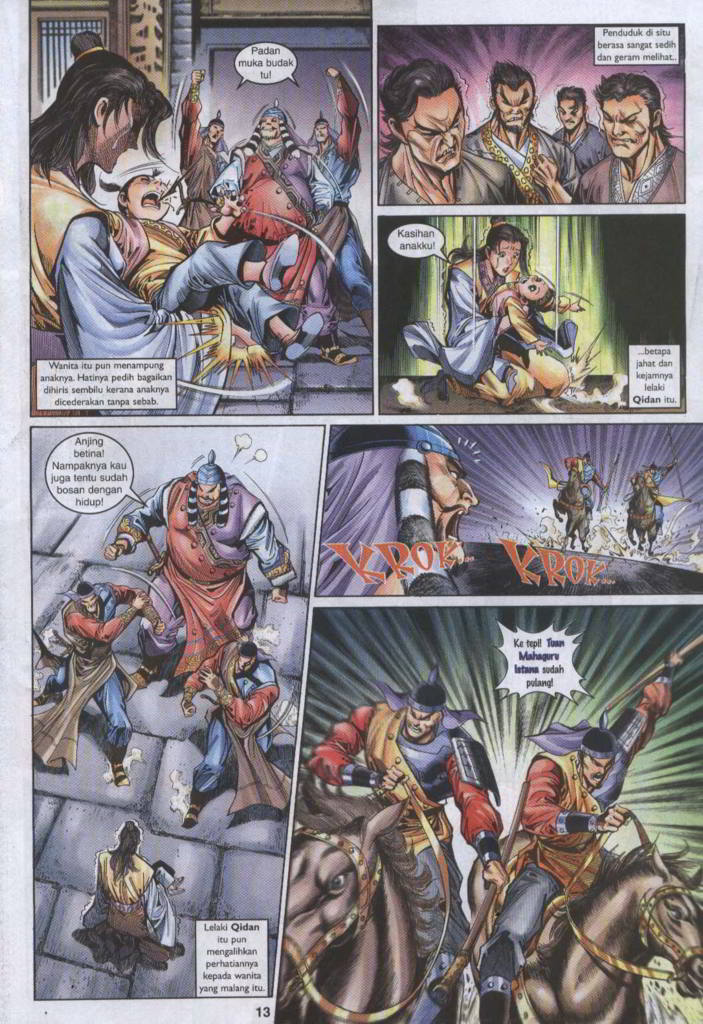 Padan
muka budak
tu!
Wanita itu pun menampung
anaknya. Hatinya pedih bagaikan
dihiris sembilu kerana anaknya
dicederakan tanpa sebab.
Penduduk di situ
berasa sangat sedih
dan geram melihat..
Kasihan
anakku!
...betapa
jahat dan
kejamnya
lelaki
Qidan itu.
Anjing
betina!
Nampaknya kau
juga tentu sudah
bosan dengan
hidup!
Lelaki Qidan
itu pun
mengalihkan
perhatiannya
kepada wanita
yang malang itu.
KROK... KROK...
Ke tepi! Tuan
Mahaguru
Istana sudah
pulang!
13